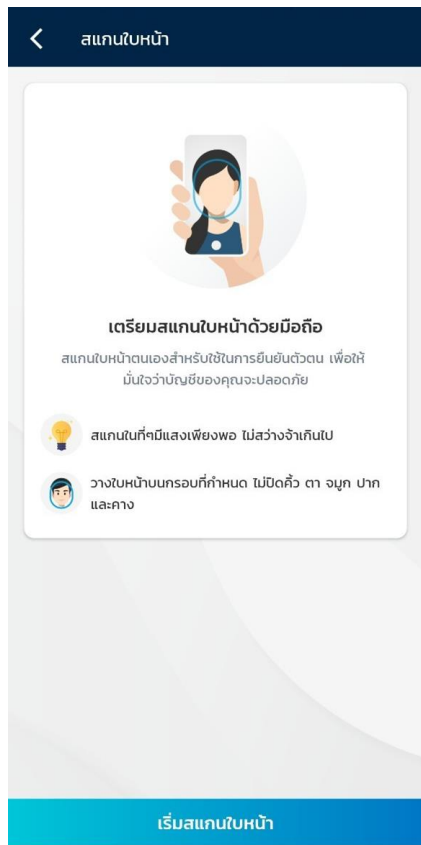 สแกนใบหน้า
เตรียมสแกนใบหน้าด้วยมือถือ
สแกนใบหน้าตนเองสำหรับใช้ในการยืนยันตัวตน เพื่อให้
มั่นใจว่าบัญชีของคุณจะปลอดภัย
สแกนในที่ๆมีแสงเพียงพอ ไม่สว่างจ้าเกินไป
วางใบหน้าบนกรอบที่กำหนด ไม่ปิดคิ้ว ตา จมูก ปาก
และคาง
เริ่มสแกนใบหน้า